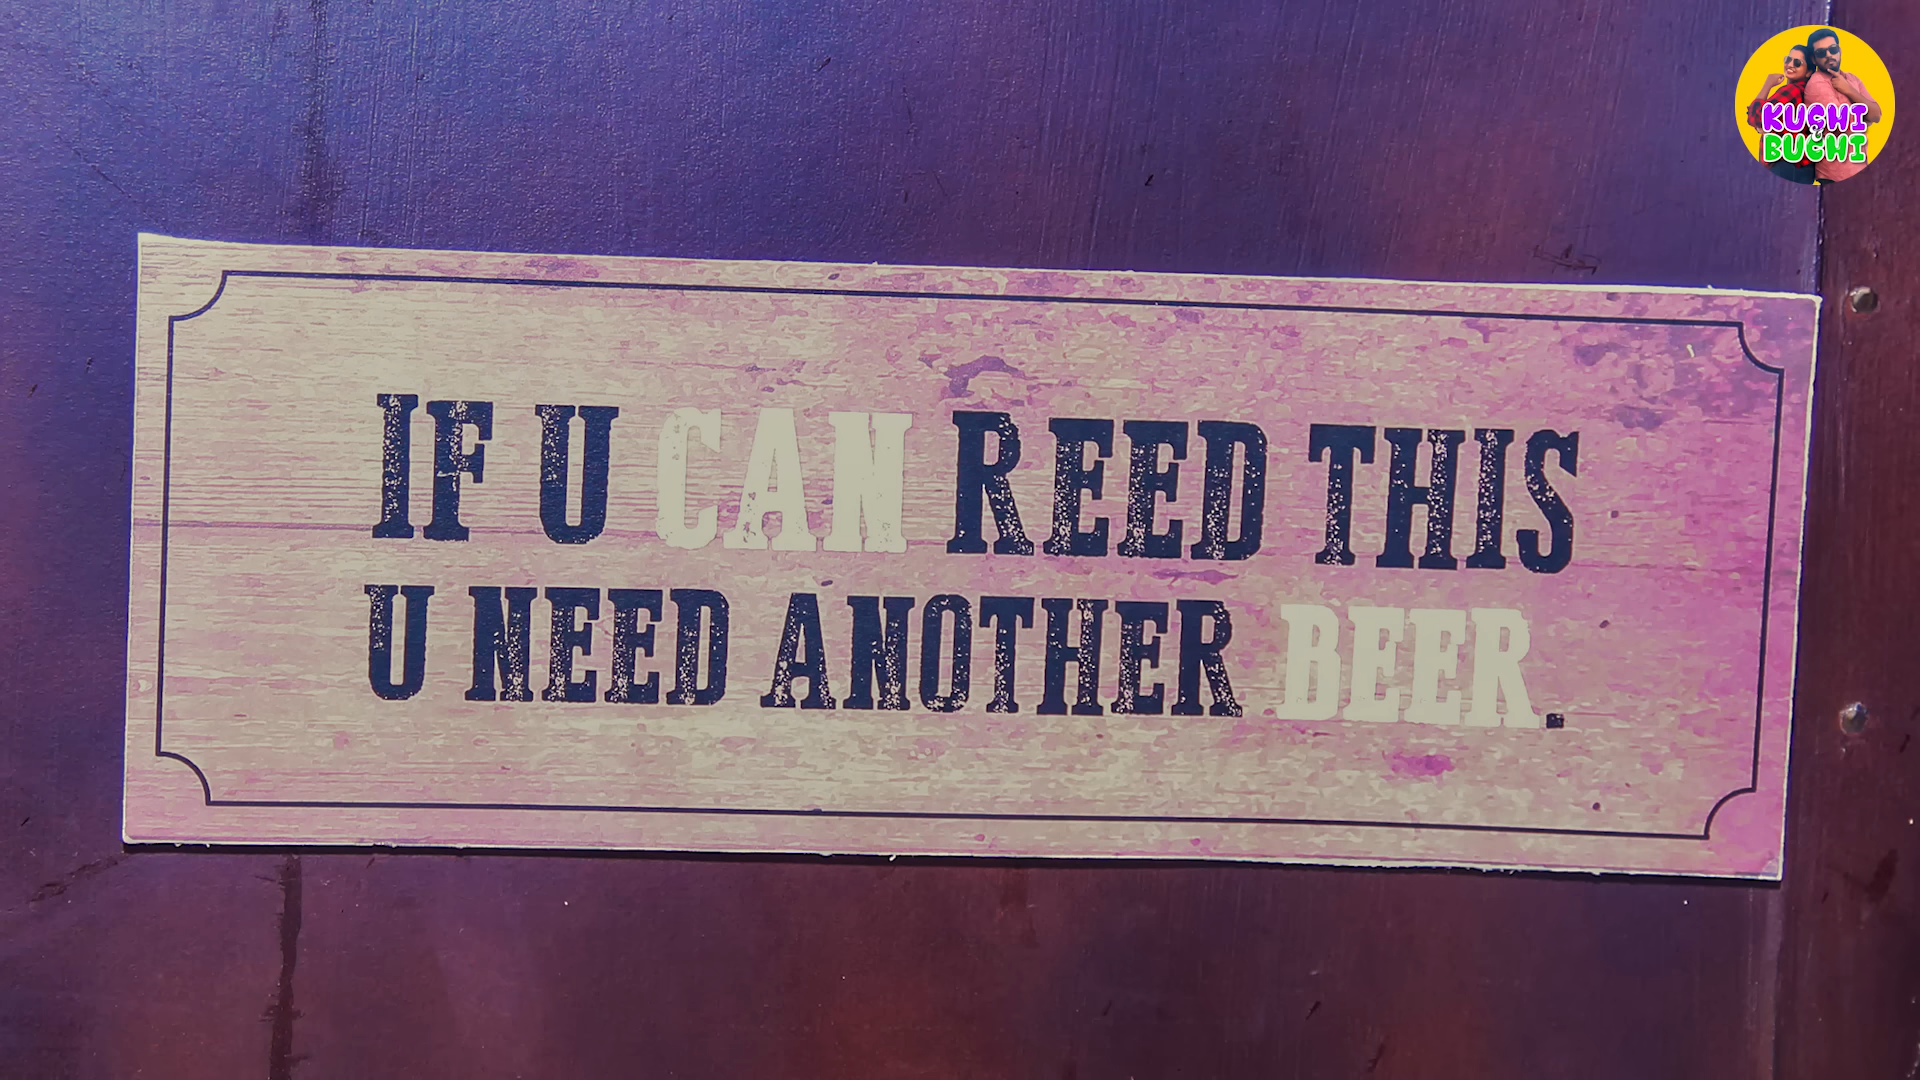 KUCHI
&
BUCHI
IF U CAN REED THIS
U NEED ANOTHER BEER.